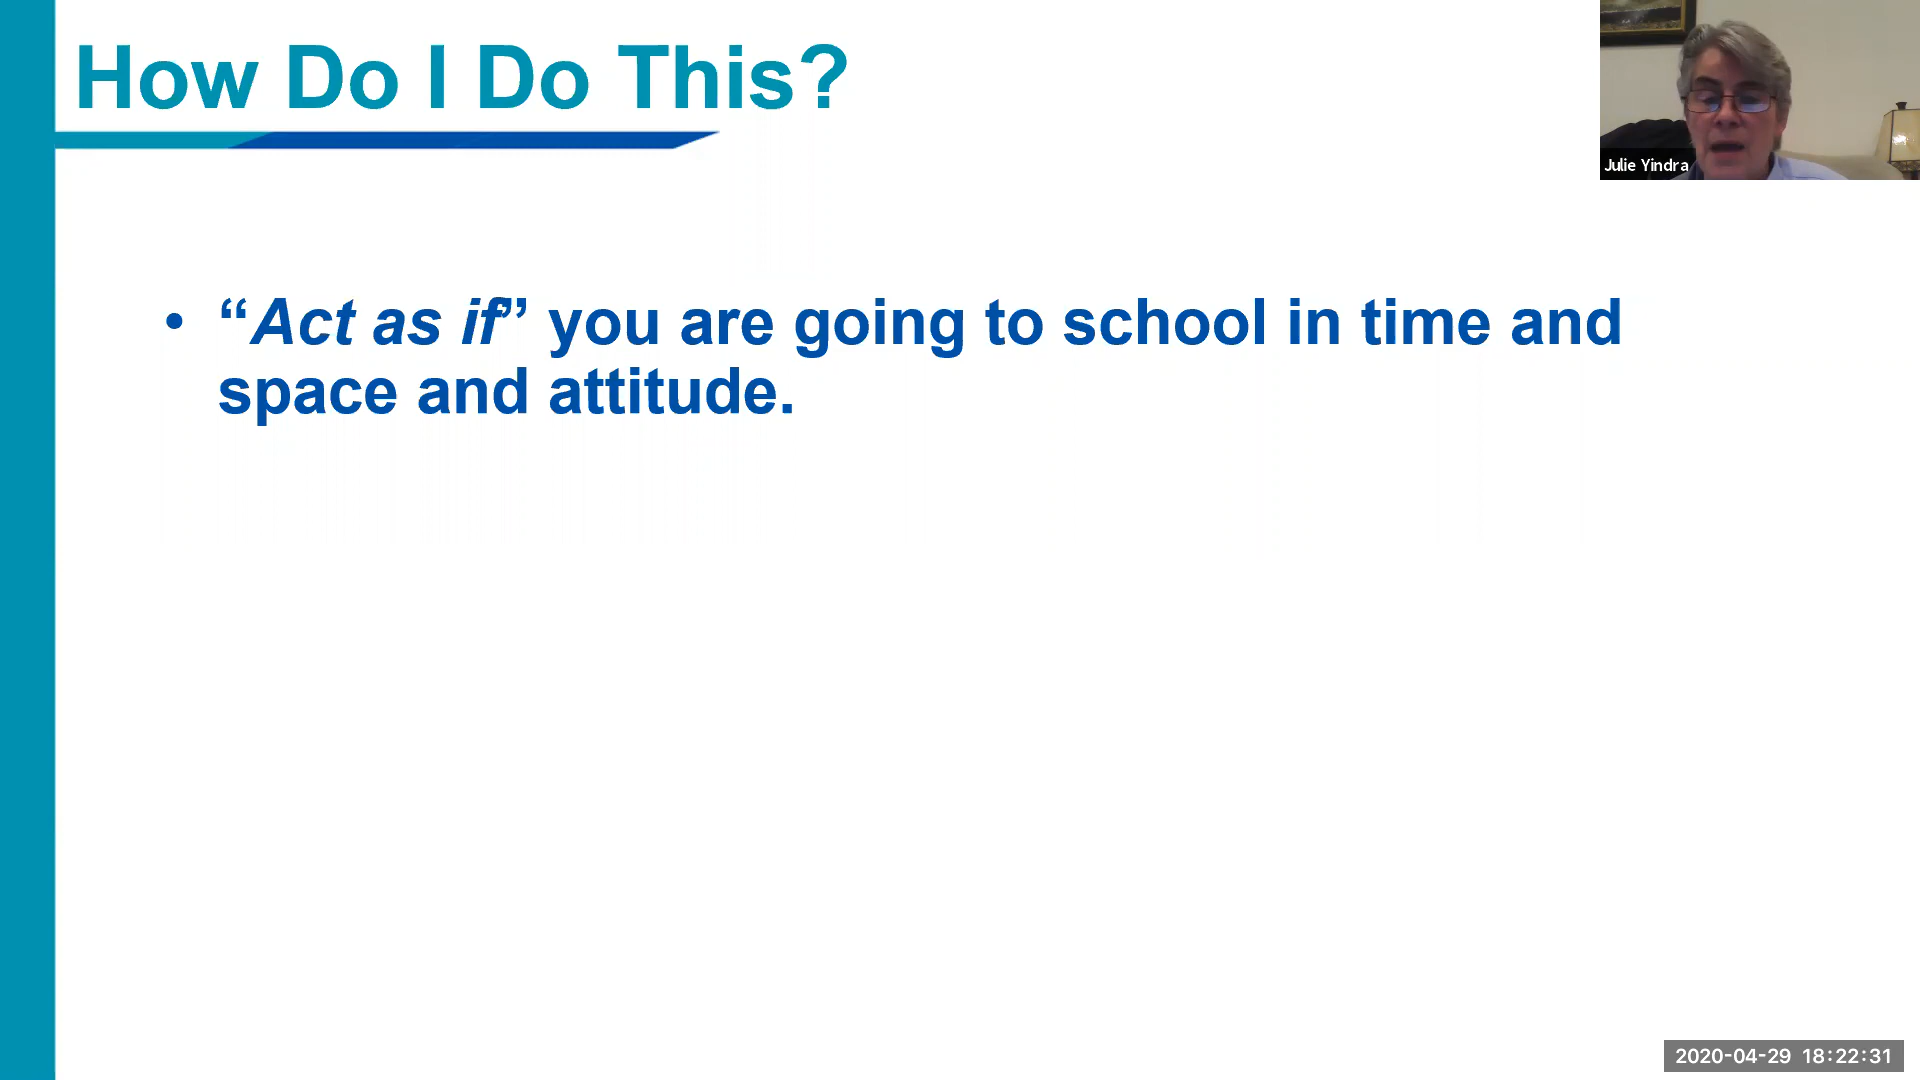 How Do I Do This?
Julie Yindra
• “Act as if” you are going to school in time and
space and attitude.
2020-04-29 18:22:31